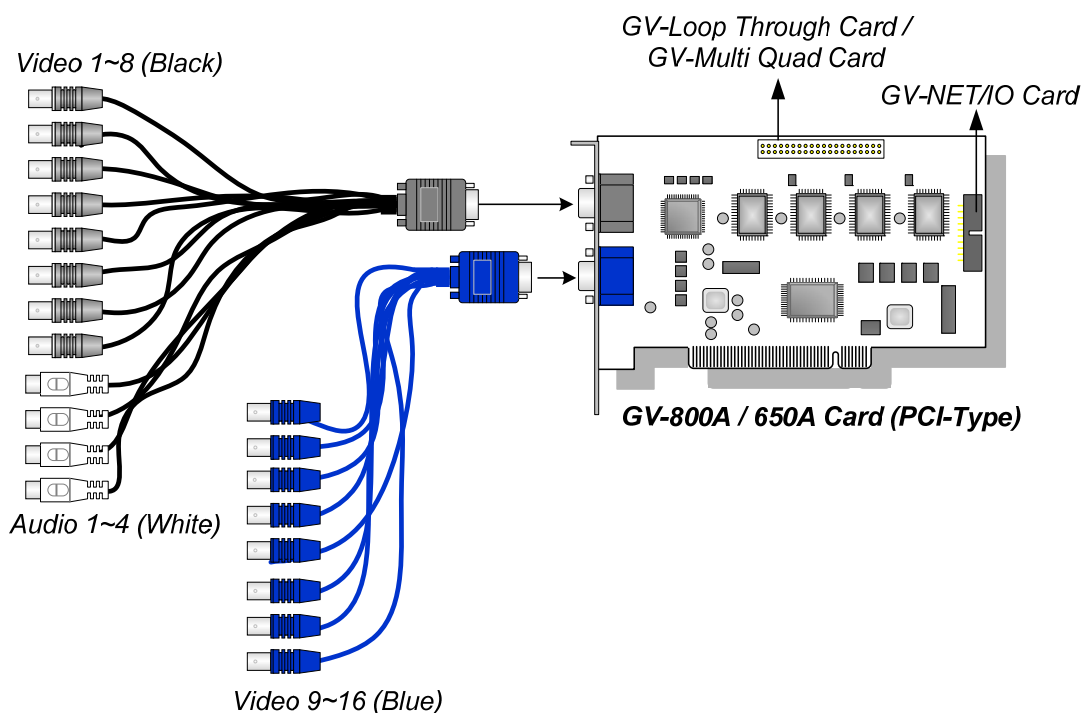 GV-Loop Through Card /
GV-Multi Quad Card
Video 1~8 (Black)
GV-NET/IO Card
GV-800A / 650A Card (PCI-Type)
Audio 1~4 (White)
Video 9~16 (Blue)